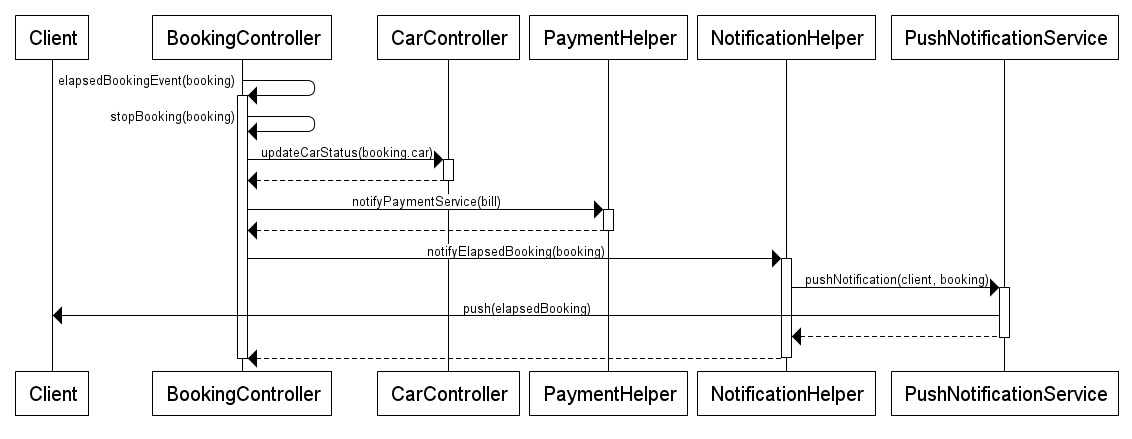 Client
BookingController
CarController
PaymentHelper
NotificationHelper
PushNotificationService
elapsedBookingEvent(booking)
stopBooking(booking)
updateCarStatus(booking.car)
notifyPaymentService(bill)
notifyElapsedBooking(booking)
pushNotification(client, booking)
push(elapsedBooking)
Client
BookingController
CarController
PaymentHelper
NotificationHelper
PushNotificationService